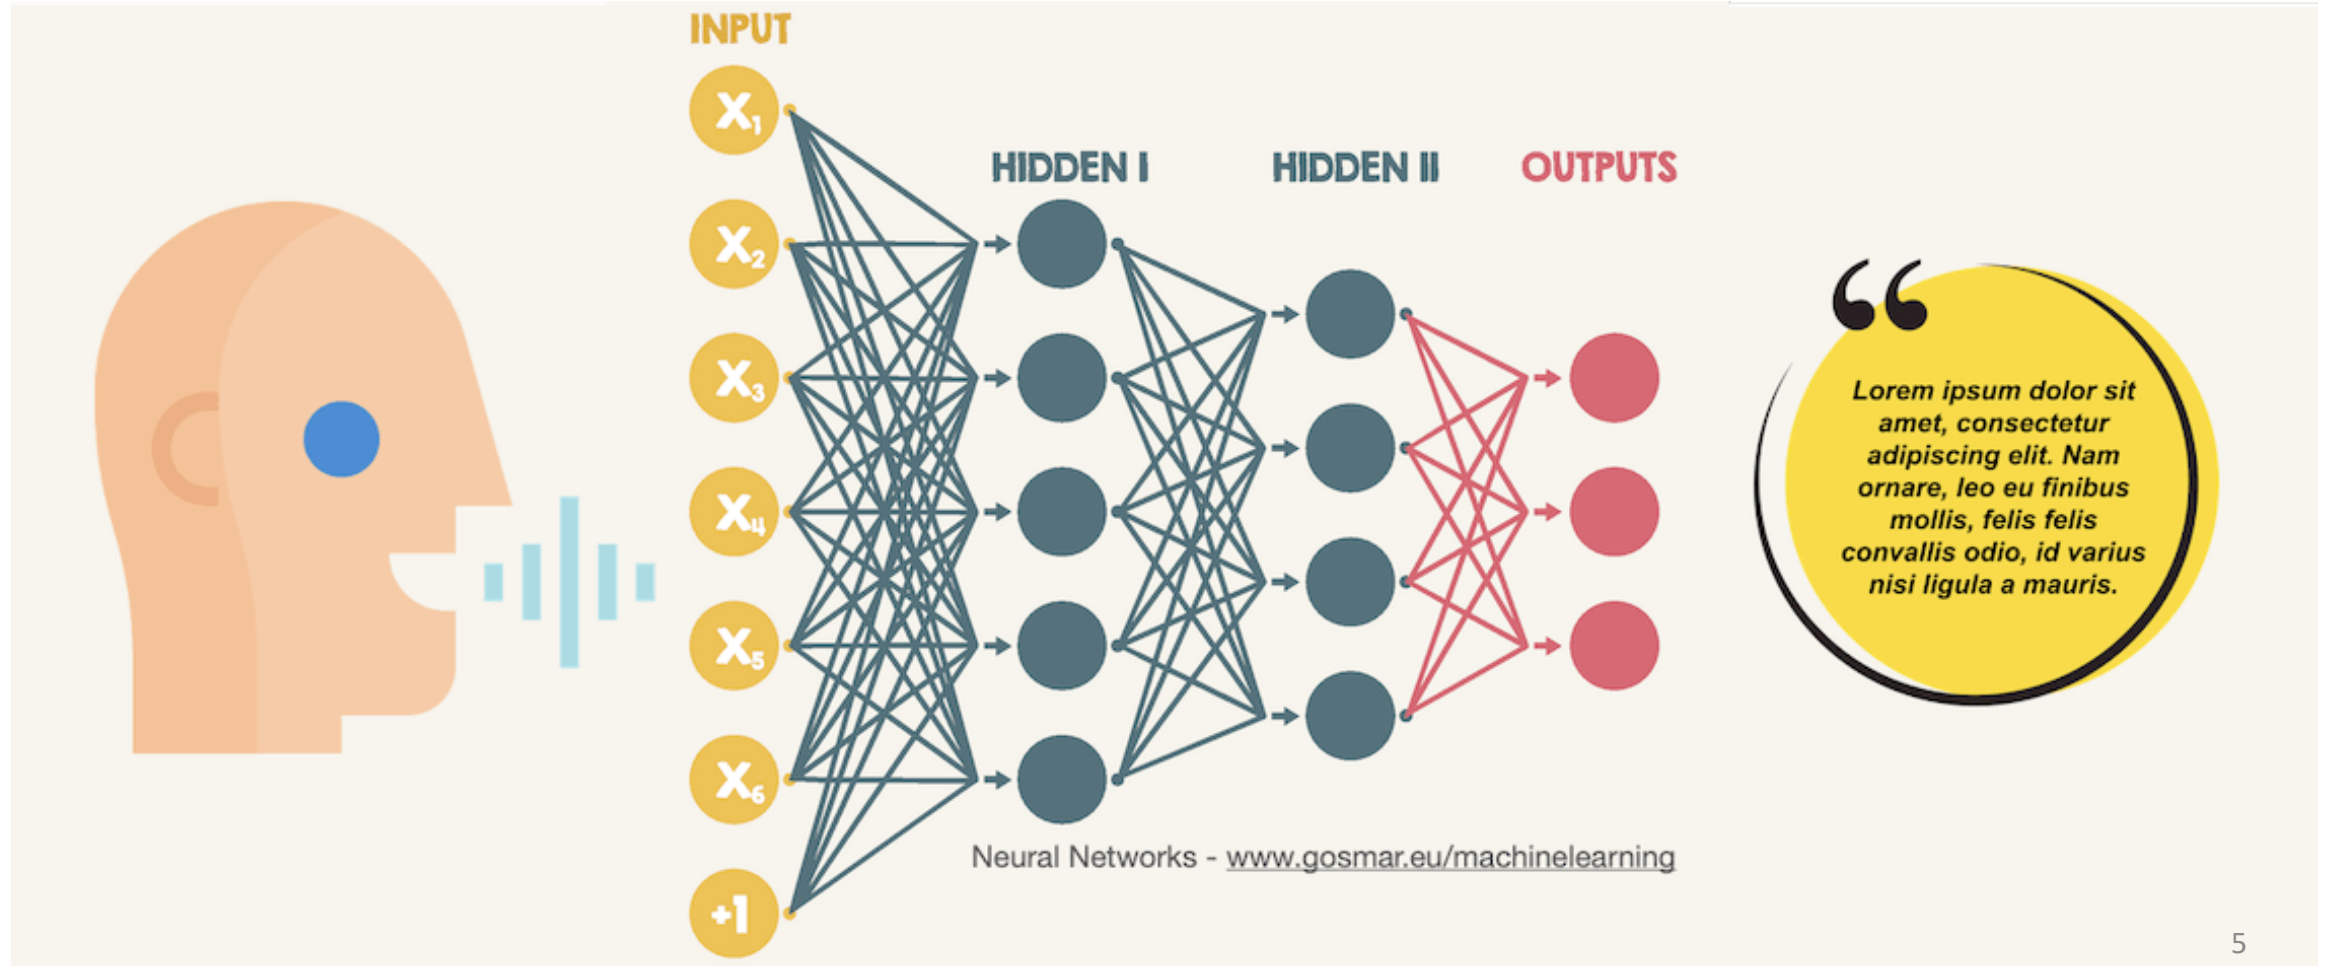 INPUT
X1
X2
X3
X4
X5
X6
+1
HIDDEN I
HIDDEN II
OUTPUTS
Neural Networks - www.gosmar.eu/machinelearning
“
Lorem ipsum dolor sit
amet, consectetur
adipiscing elit. Nam
ornare, leo eu finibus
mollis, felis felis
convallis odio, id varius
nisi ligula a mauris.
5